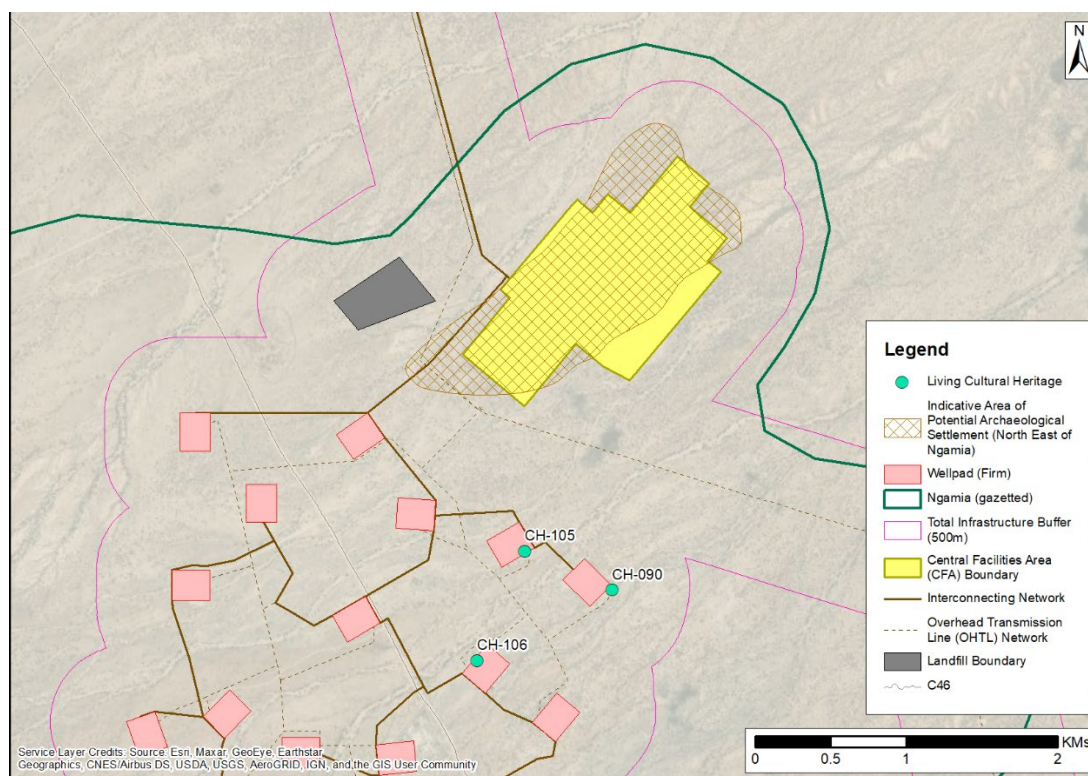 N
CH-105
CH-090
CH-106
Legend
Living Cultural Heritage
Indicative Area of
Potential Archaeological
Settlement (North East of
Ngamia)
Wellpad (Firm)
Ngamia (gazetted)
Total Infrastructure Buffer
(500m)
Central Facilities Area
(CFA) Boundary
Interconnecting Network
Overhead Transmission
Line (OHTL) Network
Landfill Boundary
C46
KMs
0 0.5 1 2
Service Layer Credits: Source: Esri, Maxar, GeoEye, Earthstar
Geographics, CNES/Airbus DS, USDA, USGS, AeroGRID, IGN, and the GIS User Community